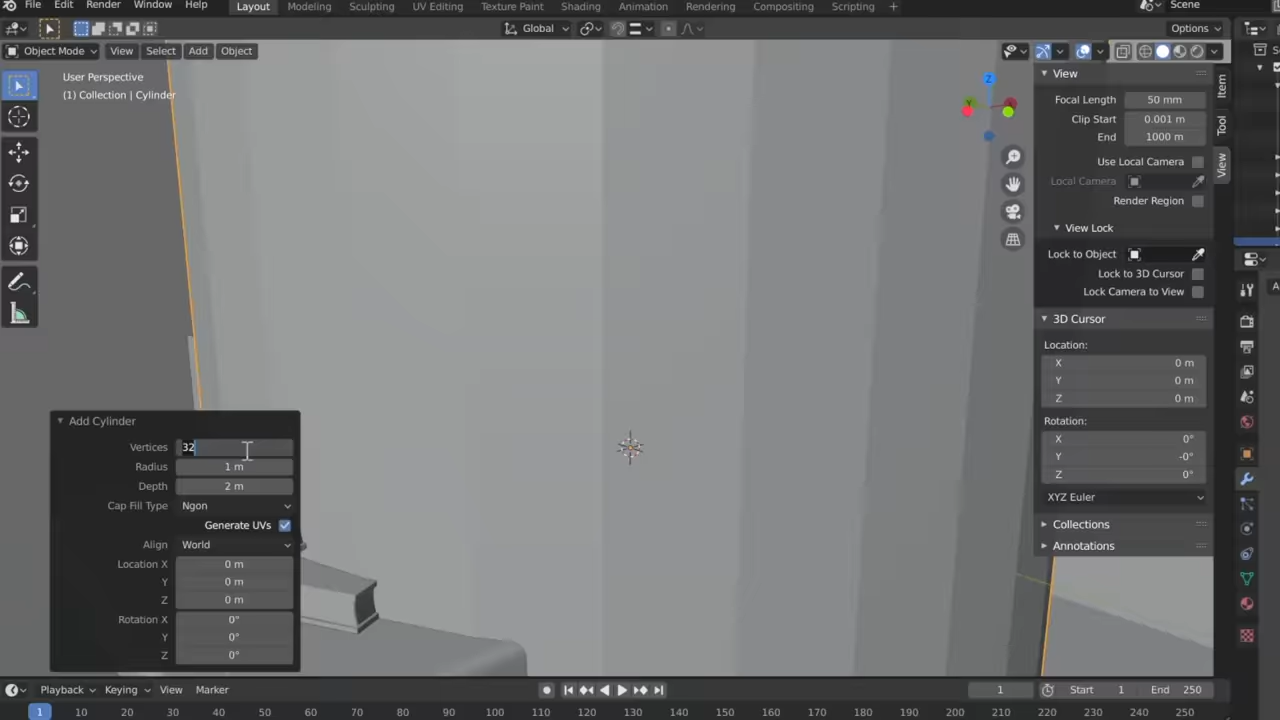 File Edit Render Window Help Layout Modeling Sculpting UV Editing Texture Paint Shading Animation Rendering Compositing Scripting + Scene
Global Options
Object Mode View Select Add Object
User Perspective
(1) Collection | Cylinder
Z
Y
View
Focal Length 50 mm
Clip Start 0.001 m
End 1000 m
Use Local Camera
Local Camera
Render Region
View Lock
Lock to Object
Lock to 3D Cursor
Lock Camera to View
3D Cursor
Location:
X 0 m
Y 0 m
Z 0 m
Rotation:
X 0°
Y -0°
Z 0°
XYZ Euler
Collections
Annotations
Item
Tool
View
Add Cylinder
Vertices 32
Radius 1 m
Depth 2 m
Cap Fill Type Ngon
Generate UVs
Align World
Location X 0 m
Y 0 m
Z 0 m
Rotation X 0°
Y 0°
Z 0°
Playback Keying View Marker 1 Start 1 End 250
1 10 20 30 40 50 60 70 80 90 100 110 120 130 140 150 160 170 180 190 200 210 220 230 240 250